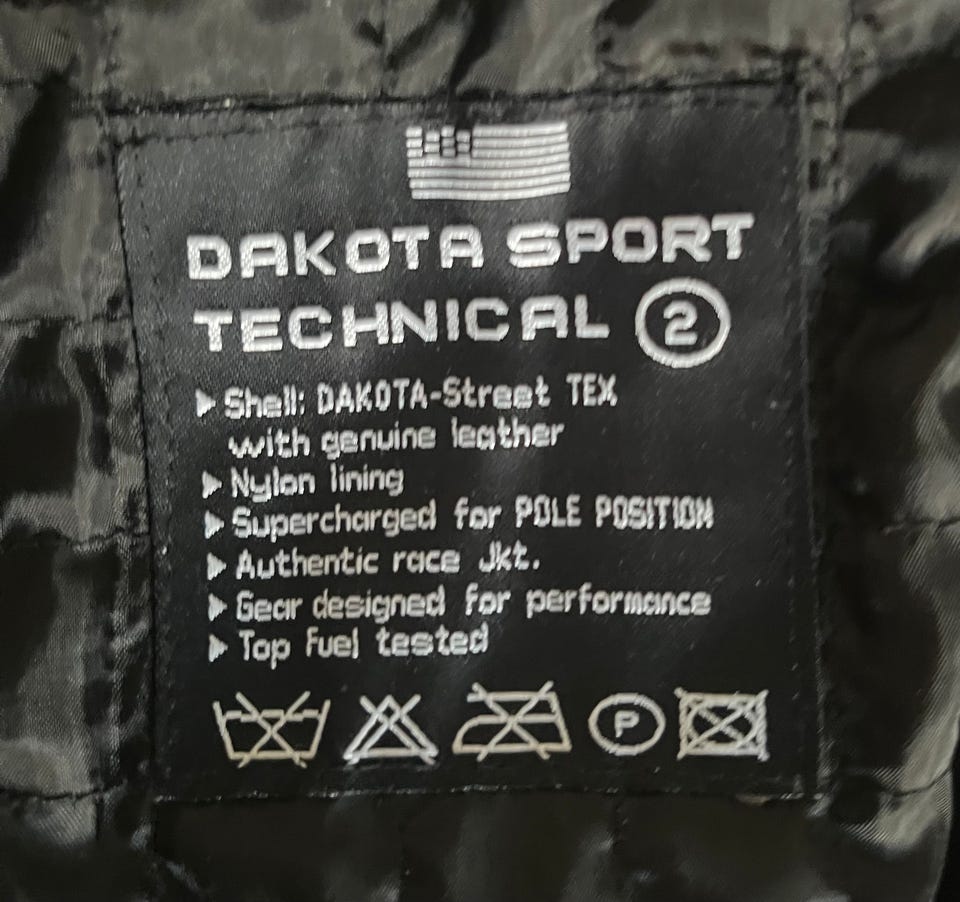 DAKOTA SPORT
TECHNICAL 2
Shell: DAKOTA-Street TEX
with genuine leather
Nylon lining
Supercharged for POLE POSITION
Authentic race Jkt.
Gear designed for performance
Top Fuel tested
P